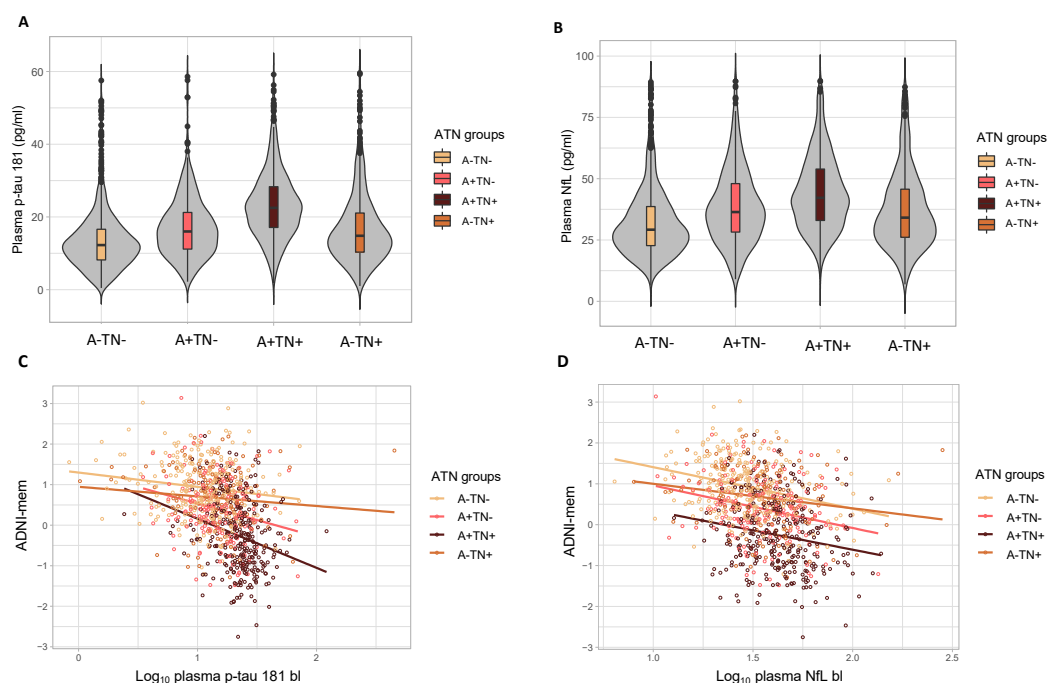 A
Plasma p-tau 181 (pg/ml)
60
40
20
0
A-TN- A+TN- A+TN+ A-TN+
ATN groups
A-TN-
A+TN-
A+TN+
A-TN+
B
Plasma NfL (pg/ml)
100
75
50
25
0
A-TN- A+TN- A+TN+ A-TN+
ATN groups
A-TN-
A+TN-
A+TN+
A-TN+
C
ADNI-mem
3
2
1
0
−1
−2
−3
0 1 2
Log₁₀ plasma p-tau 181 bl
ATN groups
A-TN-
A+TN-
A+TN+
A-TN+
D
ADNI-mem
3
2
1
0
−1
−2
−3
1.0 1.5 2.0 2.5
Log₁₀ plasma NfL bl
ATN groups
A-TN-
A+TN-
A+TN+
A-TN+